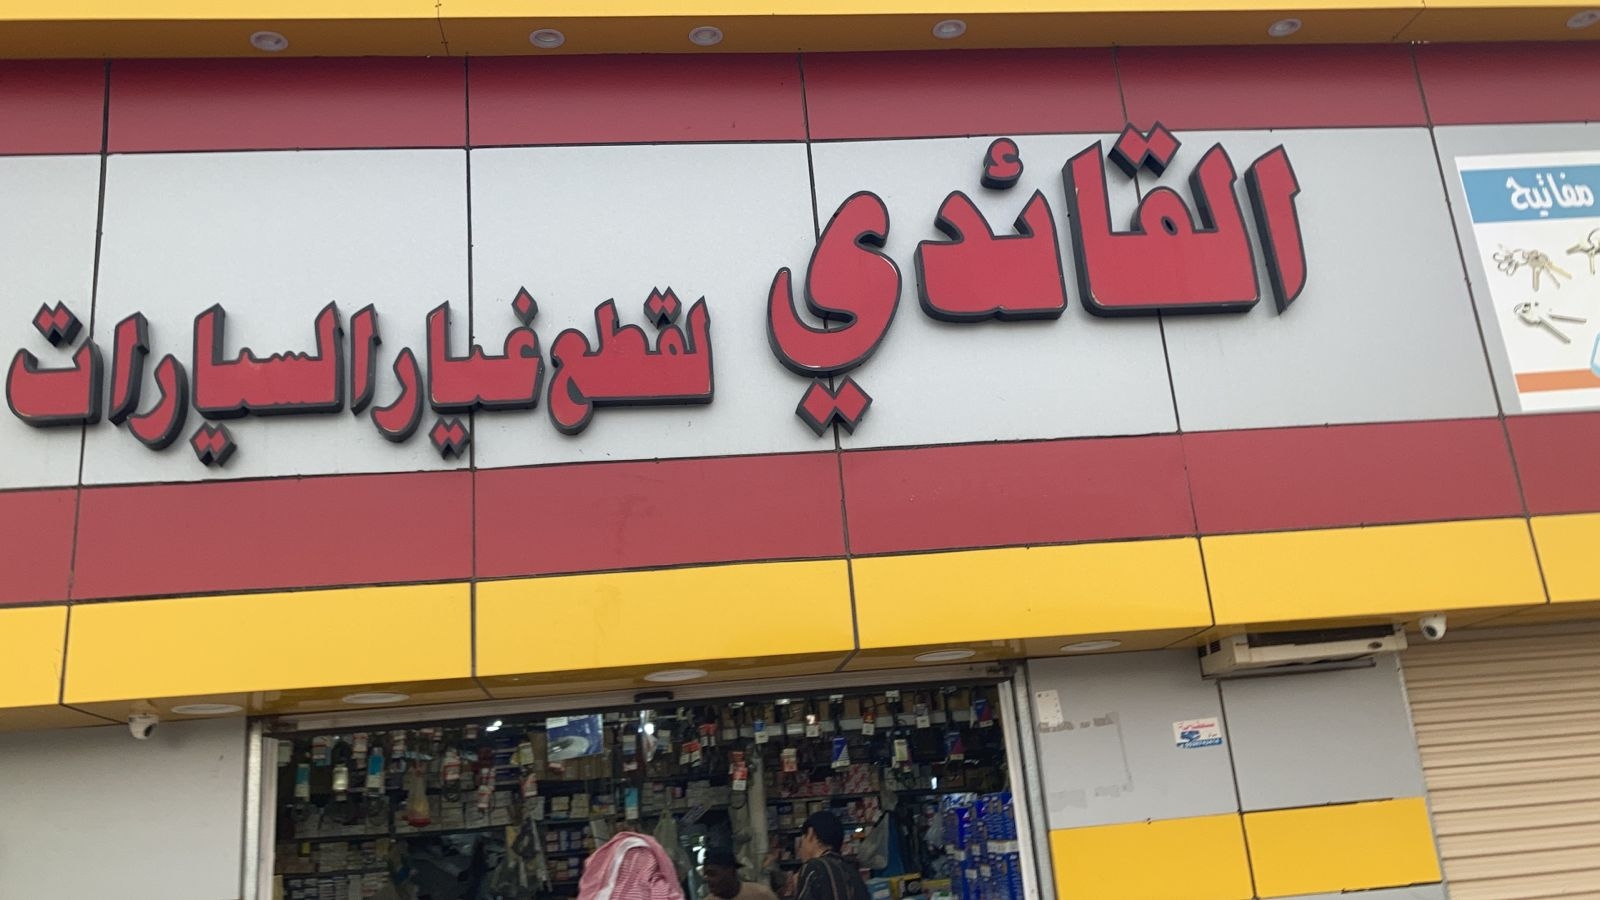 القائدي
لقطع غيار السيارات
مفاتيح